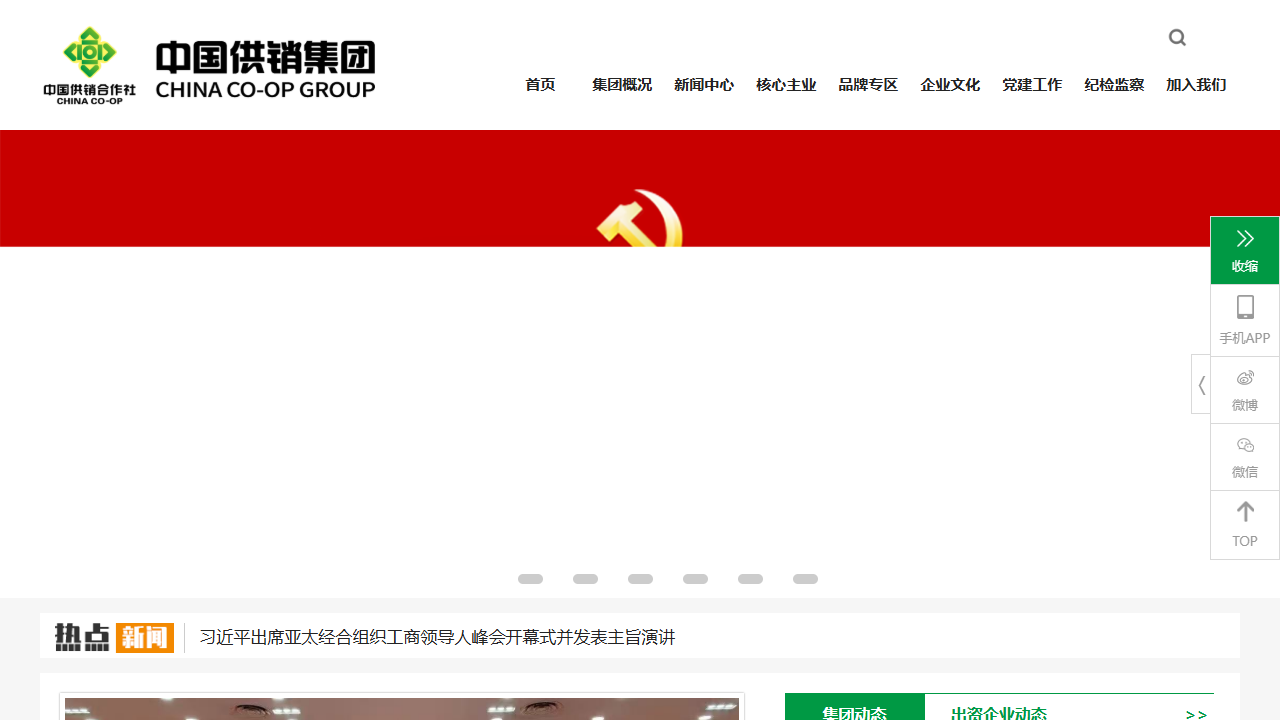 中国供销合作社
CHINA CO-OP
中国供销集团
CHINA CO-OP GROUP
首页 集团概况 新闻中心 核心主业 品牌专区 企业文化 党建工作 纪检监察 加入我们
收缩
手机APP
微博
微信
TOP
热点 新闻 习近平出席亚太经合组织工商领导人峰会开幕式并发表主旨演讲
集团动态 出资企业动态 >>